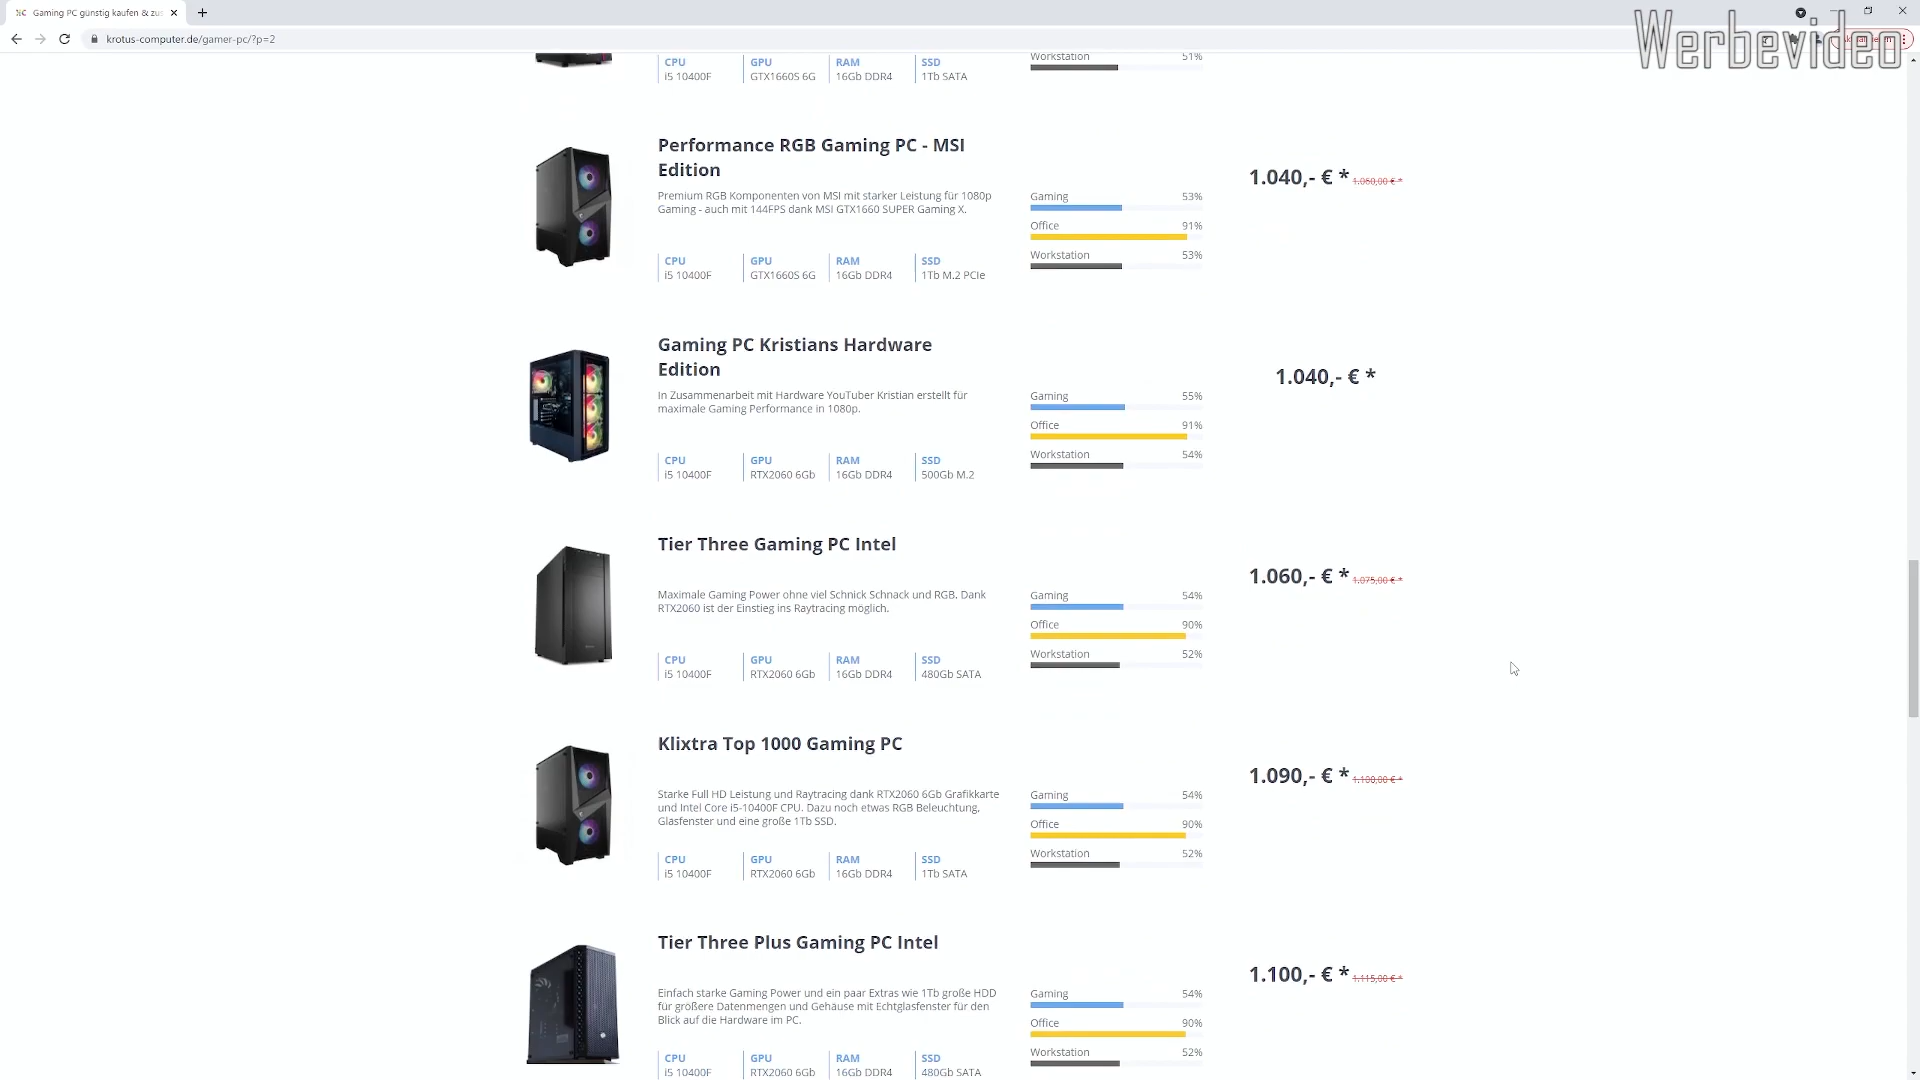 Gaming PC günstig kaufen & zus
krotus-computer.de/gamer-pc/?p=2
Werbevideo
CPU GPU RAM SSD
i5 10400F GTX1660S 6G 16Gb DDR4 1Tb SATA
Workstation 51%
Performance RGB Gaming PC - MSI
Edition
Premium RGB Komponenten von MSI mit starker Leistung für 1080p
Gaming - auch mit 144FPS dank MSI GTX1660 SUPER Gaming X.
CPU GPU RAM SSD
i5 10400F GTX1660S 6G 16Gb DDR4 1Tb M.2 PCIe
Gaming 53%
Office 91%
Workstation 53%
1.040,- € * 1.060,00 € *
Gaming PC Kristians Hardware
Edition
In Zusammenarbeit mit Hardware YouTuber Kristian erstellt für
maximale Gaming Performance in 1080p.
CPU GPU RAM SSD
i5 10400F RTX2060 6Gb 16Gb DDR4 500Gb M.2
Gaming 55%
Office 91%
Workstation 54%
1.040,- € *
Tier Three Gaming PC Intel
Maximale Gaming Power ohne viel Schnick Schnack und RGB. Dank
RTX2060 ist der Einstieg ins Raytracing möglich.
CPU GPU RAM SSD
i5 10400F RTX2060 6Gb 16Gb DDR4 480Gb SATA
Gaming 54%
Office 90%
Workstation 52%
1.060,- € * 1.075,00 € *
Klixtra Top 1000 Gaming PC
Starke Full HD Leistung und Raytracing dank RTX2060 6Gb Grafikkarte
und Intel Core i5-10400F CPU. Dazu noch etwas RGB Beleuchtung,
Glasfenster und eine große 1Tb SSD.
CPU GPU RAM SSD
i5 10400F RTX2060 6Gb 16Gb DDR4 1Tb SATA
Gaming 54%
Office 90%
Workstation 52%
1.090,- € * 1.100,00 € *
Tier Three Plus Gaming PC Intel
Einfach starke Gaming Power und ein paar Extras wie 1Tb große HDD
für größere Datenmengen und Gehäuse mit Echtglasfenster für den
Blick auf die Hardware im PC.
CPU GPU RAM SSD
i5 10400F RTX2060 6Gb 16Gb DDR4 480Gb SATA
Gaming 54%
Office 90%
Workstation 52%
1.100,- € * 1.115,00 € *